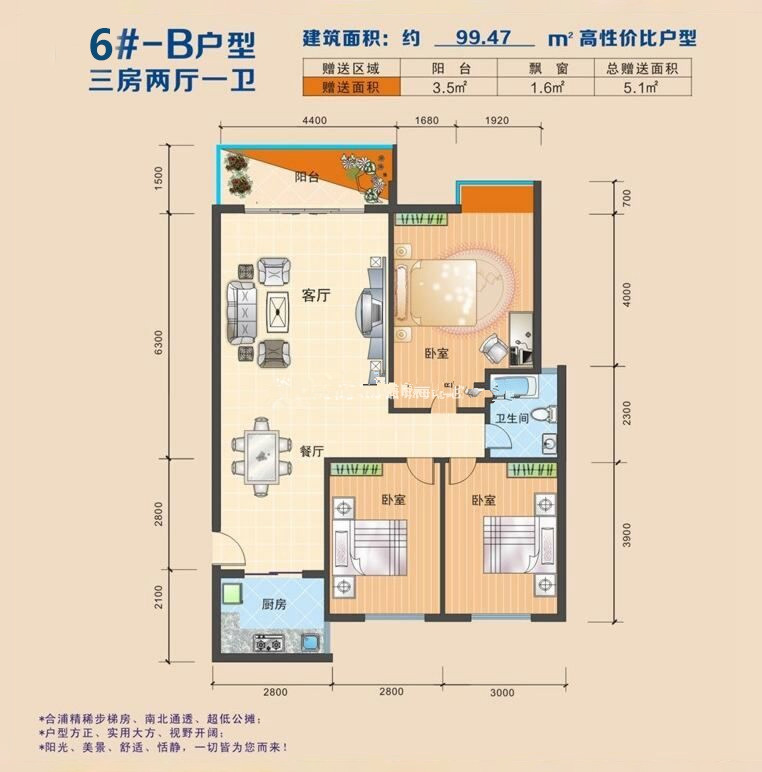 6#-B户型
三房两厅一卫
建筑面积：约 99.47 m² 高性价比户型
赠送区域 阳 台 飘 窗 总赠送面积
赠送面积 3.5㎡ 1.6㎡ 5.1㎡
4400 1680 1920
1500
700
阳台
客厅
6300
4000
卧室
卫生间
2300
餐厅
卧室 卧室
2800
3900
厨房
2100
2800 2800 3000
*合浦精稀步梯房、南北通透、超低公摊；
*户型方正、实用大方、视野开阔；
*阳光、美景、舒适、恬静，一切皆为您而来！